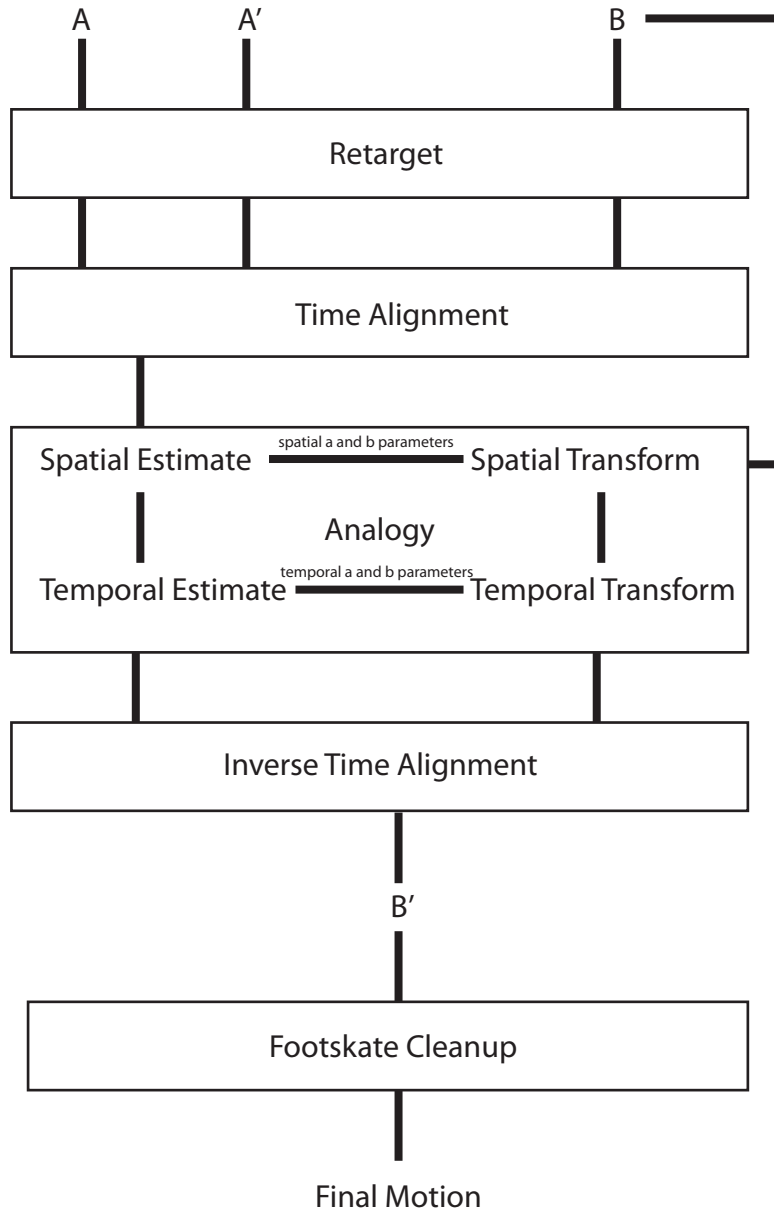 A A’ B
Retarget
Time Alignment
spatial a and b parameters
Spatial Estimate Spatial Transform
Analogy
temporal a and b parameters
Temporal Estimate Temporal Transform
Inverse Time Alignment
B’
Footskate Cleanup
Final Motion